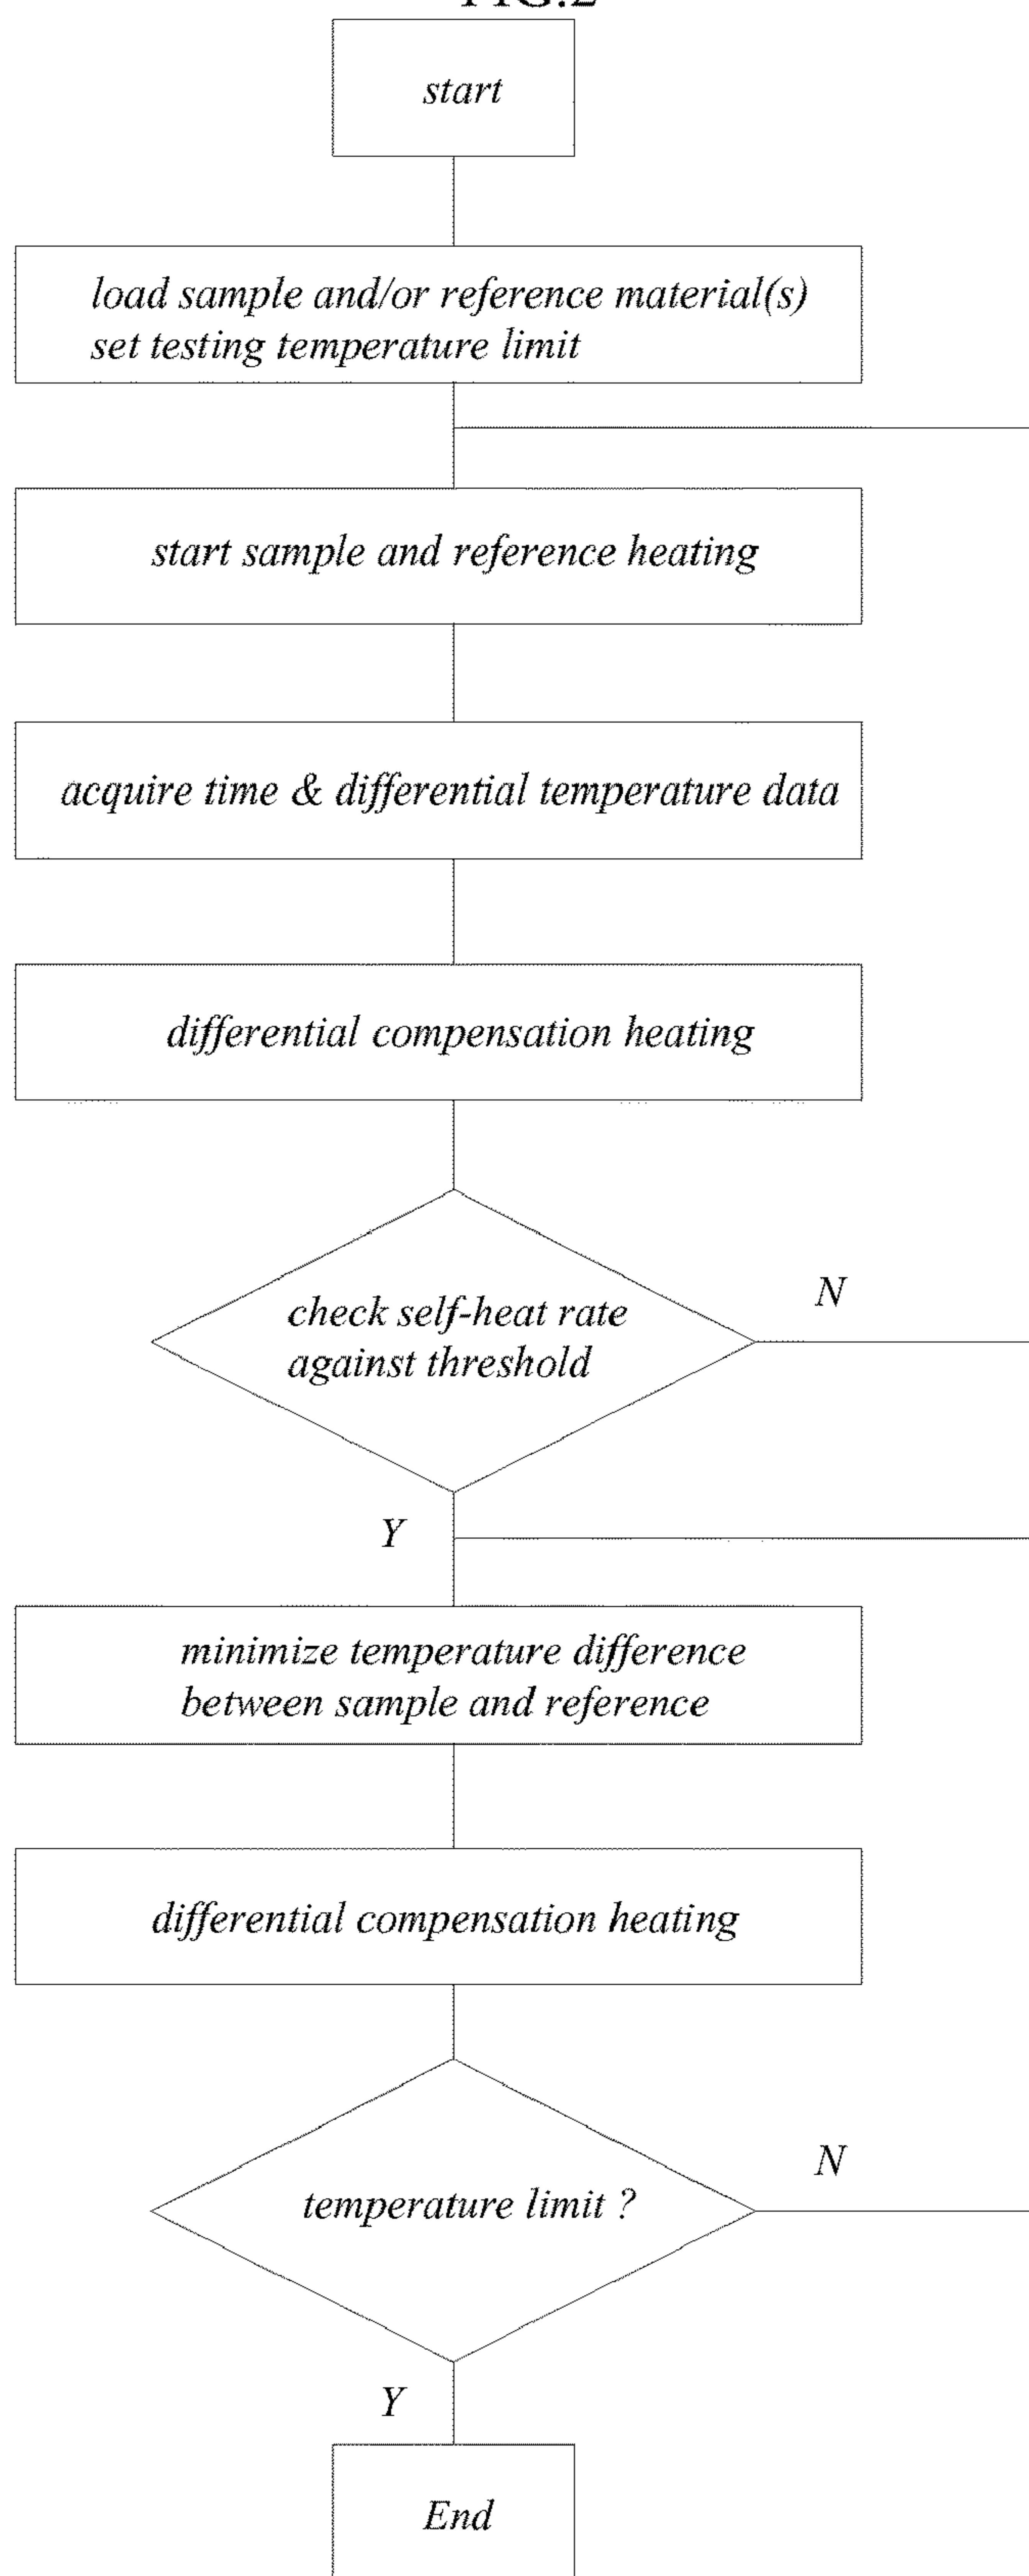 FIG.2
start
load sample and/or reference material(s)
set testing temperature limit
start sample and reference heating
acquire time & differential temperature data
differential compensation heating
check self-heat rate
against threshold
N
Y
minimize temperature difference
between sample and reference
differential compensation heating
temperature limit ?
N
Y
End